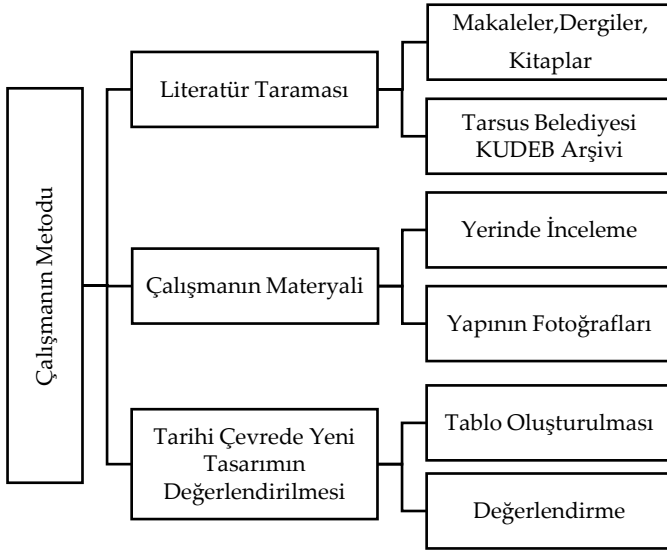 Çalışmanın Metodu
Literatür Taraması
Makaleler,Dergiler,
Kitaplar
Tarsus Belediyesi
KUDEB Arşivi
Çalışmanın Materyali
Yerinde İnceleme
Yapının Fotoğrafları
Tarihi Çevrede Yeni
Tasarımın
Değerlendirilmesi
Tablo Oluşturulması
Değerlendirme